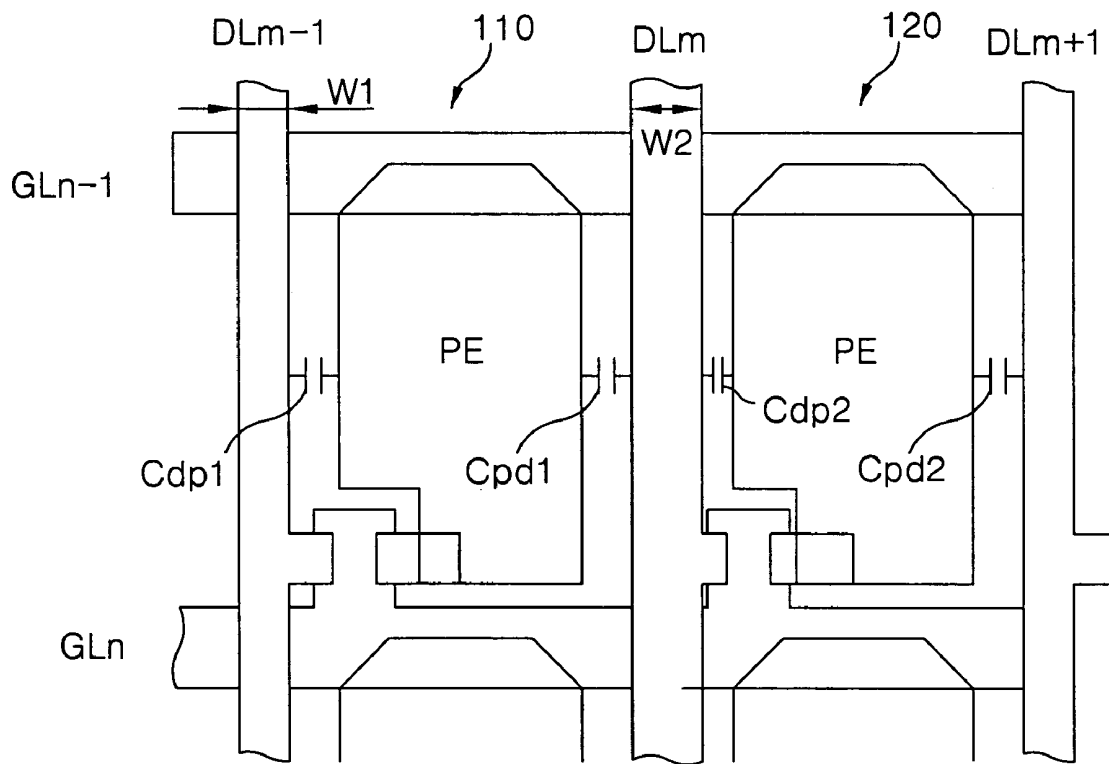 DLm-1
110
DLm
120
DLm+1
W1
W2
GLn-1
PE
PE
Cdp1
Cpd1
Cdp2
Cpd2
GLn